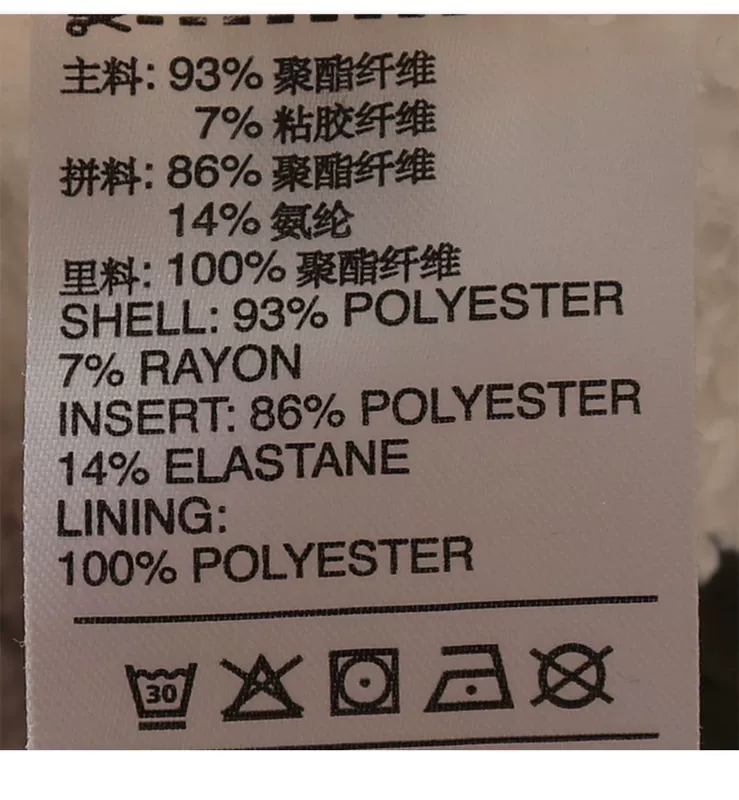 主料: 93% 聚酯纤维
7% 粘胶纤维
拼料: 86% 聚酯纤维
14% 氨纶
里料: 100% 聚酯纤维
SHELL: 93% POLYESTER
7% RAYON
INSERT: 86% POLYESTER
14% ELASTANE
LINING:
100% POLYESTER
30